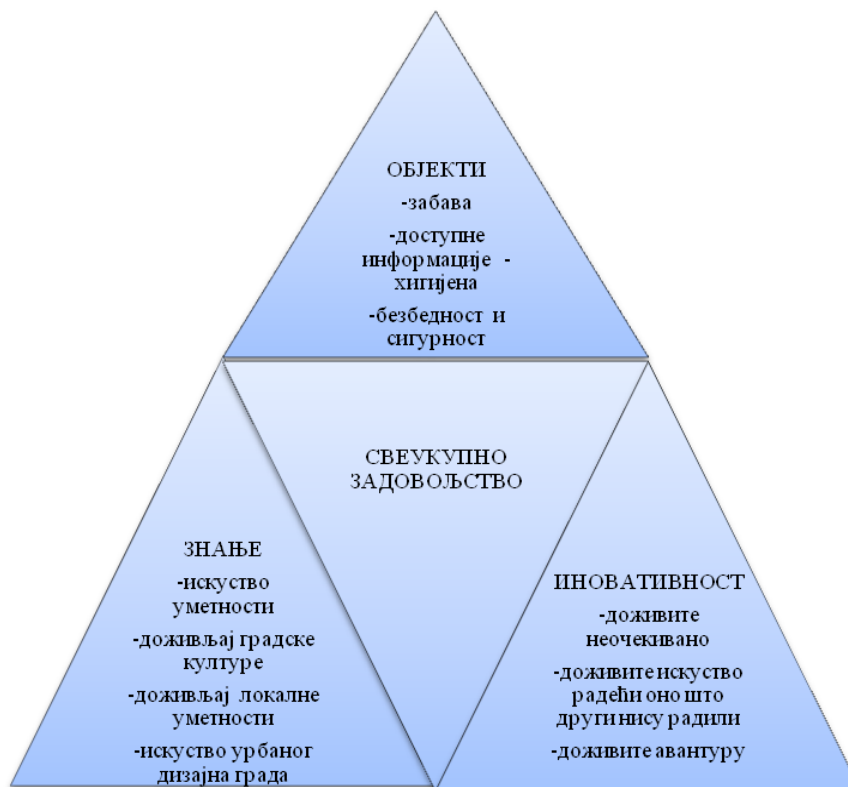 ОБЈЕКТИ
-забава
-доступне
информације -
хигијена
-безбедност и
сигурност
СВЕУКУПНО
ЗАДОВОЉСТВО
ЗНАЊЕ
-искуство
уметности
-доживљај градске
културе
-доживљај локалне
уметности
-искуство урбаног
дизајна града
ИНОВАТИВНОСТ
-доживите
неочекивано
-доживите искуство
радећи оно што
други нису радили
-доживите авантуру